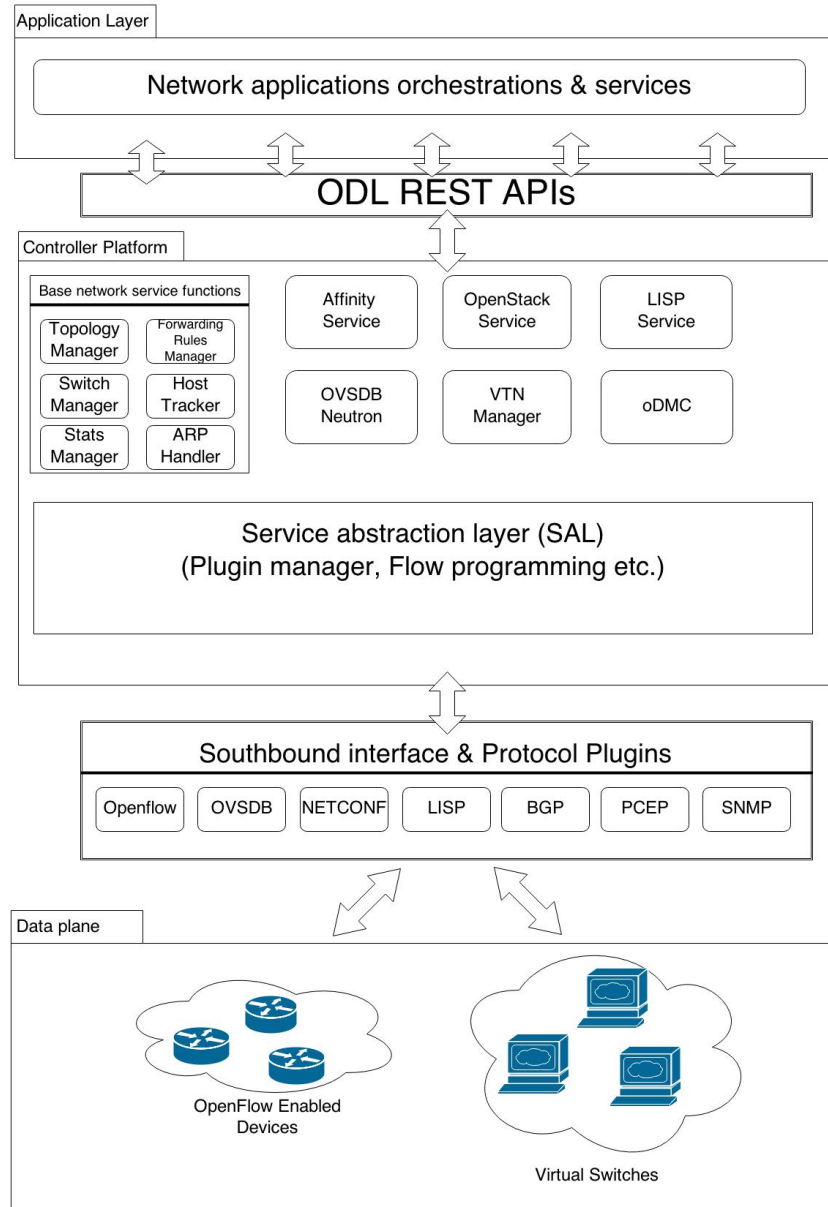 Application Layer
Network applications orchestrations & services
ODL REST APIs
Controller Platform
Base network service functions
Topology
Manager
Forwarding
Rules
Manager
Switch
Manager
Host
Tracker
Stats
Manager
ARP
Handler
Affinity
Service
OpenStack
Service
LISP
Service
OVSDB
Neutron
VTN
Manager
oDMC
Service abstraction layer (SAL)
(Plugin manager, Flow programming etc.)
Southbound interface & Protocol Plugins
Openflow
OVSDB
NETCONF
LISP
BGP
PCEP
SNMP
Data plane
OpenFlow Enabled
Devices
Virtual Switches